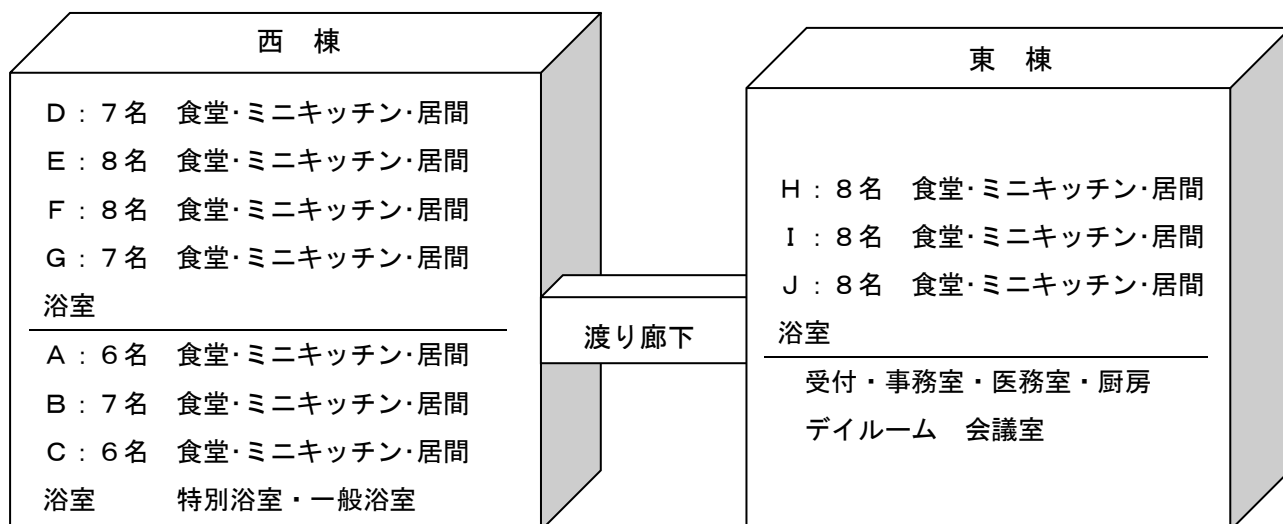 西　棟
Ｄ：７名　食堂･ミニキッチン･居間
Ｅ：８名　食堂･ミニキッチン･居間
Ｆ：８名　食堂･ミニキッチン･居間
Ｇ：７名　食堂･ミニキッチン･居間
浴室
Ａ：６名　食堂･ミニキッチン･居間
Ｂ：７名　食堂･ミニキッチン･居間
Ｃ：６名　食堂･ミニキッチン･居間
浴室　　　特別浴室・一般浴室
渡り廊下
東　棟
Ｈ：８名　食堂･ミニキッチン･居間
Ｉ：８名　食堂･ミニキッチン･居間
Ｊ：８名　食堂･ミニキッチン･居間
浴室
受付・事務室・医務室・厨房
デイルーム　会議室